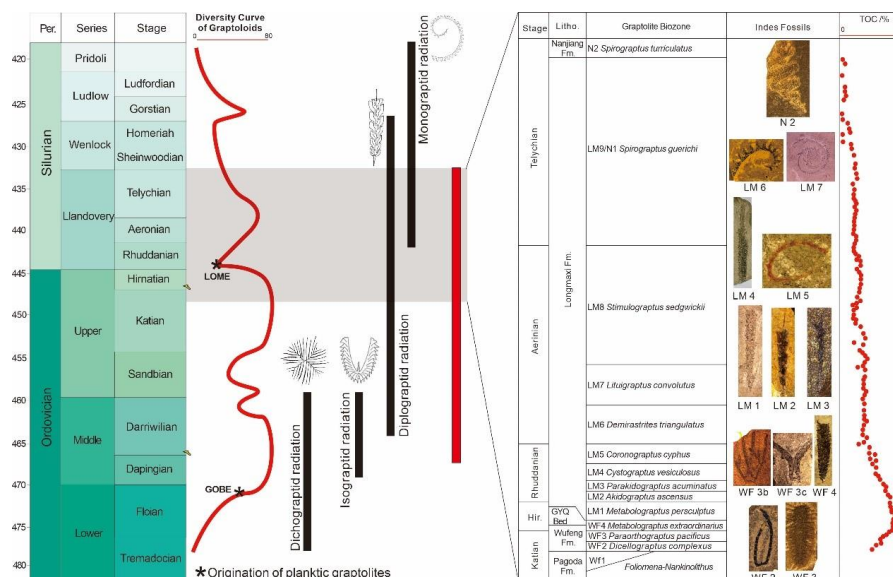 Per. Series Stage
Diversity Curve
of Graptoloids
0 80
420
425
430
435
440
445
450
455
460
465
470
475
480
Silurian
Ordovician
Pridoli
Ludlow
Wenlock
Llandovery
Upper
Middle
Lower
Ludfordian
Gorstian
Homeriah
Sheinwoodian
Telychian
Aeronian
Rhuddanian
Hirnatian
Katian
Sandbian
Darriwilian
Dapingian
Floian
Tremadocian
LOME
GOBE
Dichograptid radiation
Isograptid radiation
Diplograptid radiation
Monograptid radiation
* Origination of planktic graptolites
Stage Litho. Graptolite Biozone Indes Fossils TOC /%
0
Telychian
Aerinian
Rhuddanian
Hir.
Katlan
Nanjiang
Fm.
Longmaxi Fm.
GYQ
Bed
Wufeng
Fm.
Pagoda
Fm.
N2 Spirograptus turriculatus
LM9/N1 Spirograptus guerichi
LM8 Stimulograptus sedgwickii
LM7 Lituigraptus convolutus
LM6 Demirastrites triangulatus
LM5 Coronograptus cyphus
LM4 Cystograptus vesiculosus
LM3 Parakidograptus acuminatus
LM2 Akidograptus ascensus
LM1 Metabolograptus persculptus
WF4 Metabolograptus extraordinarius
WF3 Paraorthograptus pacificus
WF2 Dicellograptus complexus
Wf1
Foliomena-Nankinolithus
N 2
LM 6 LM 7
LM 4 LM 5
LM 1 LM 2 LM 3
WF 3b WF 3c WF 4